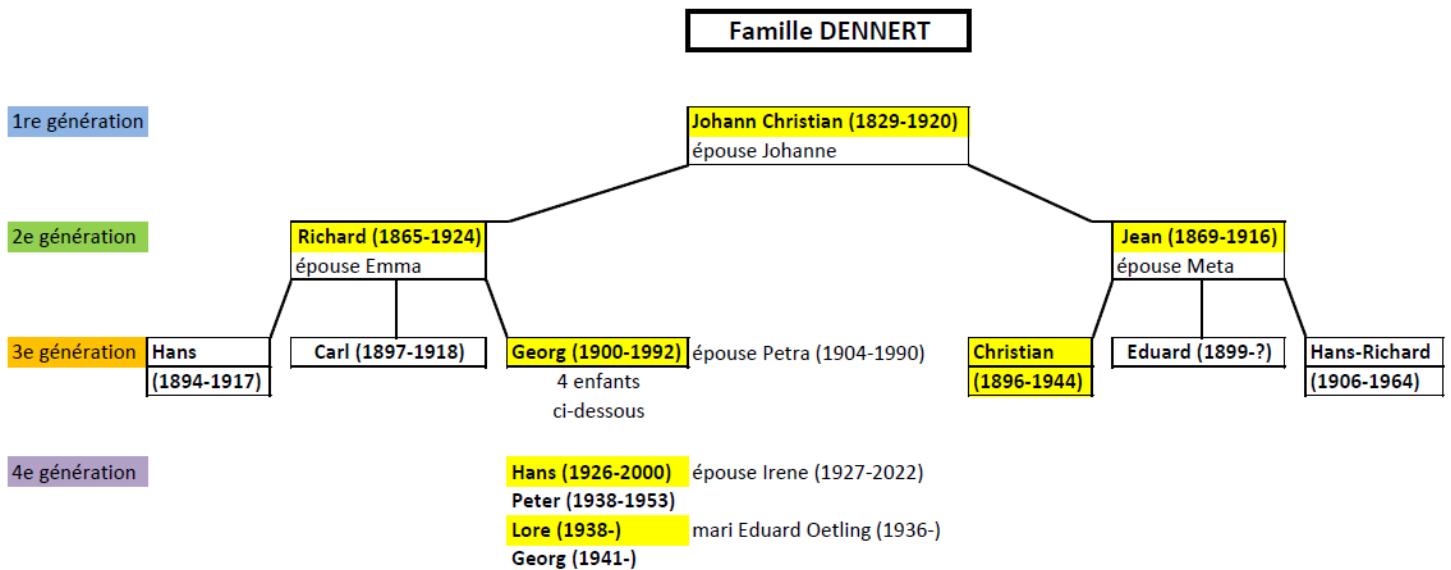 Famille DENNERT
1re génération
Johann Christian (1829-1920)
épouse Johanne
2e génération
Richard (1865-1924)
épouse Emma
Jean (1869-1916)
épouse Meta
3e génération
Hans
(1894-1917)
Carl (1897-1918)
Georg (1900-1992)
épouse Petra (1904-1990)
4 enfants
ci-dessous
Christian
(1896-1944)
Eduard (1899-?)
Hans-Richard
(1906-1964)
4e génération
Hans (1926-2000)
épouse Irene (1927-2022)
Peter (1938-1953)
Lore (1938-)
mari Eduard Oetling (1936-)
Georg (1941-)